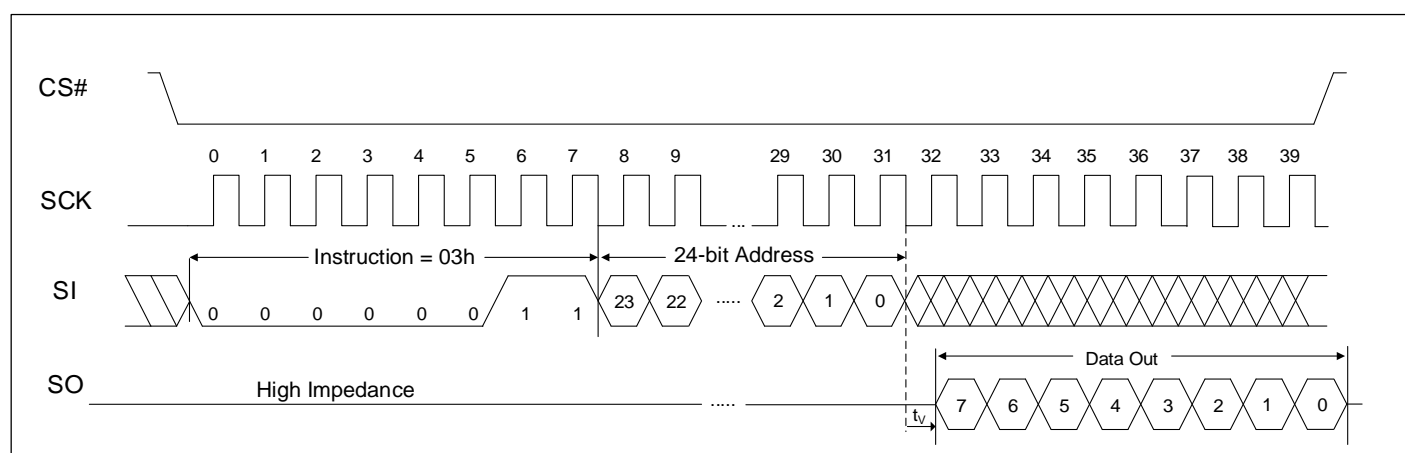 CS#
0 1 2 3 4 5 6 7 8 9 29 30 31 32 33 34 35 36 37 38 39
SCK
...
Instruction = 03h 24-bit Address
SI
23 22 ..... 2 1 0
0 0 0 0 0 0 1 1
Data Out
SO
High Impedance .....
7 6 5 4 3 2 1 0
tV